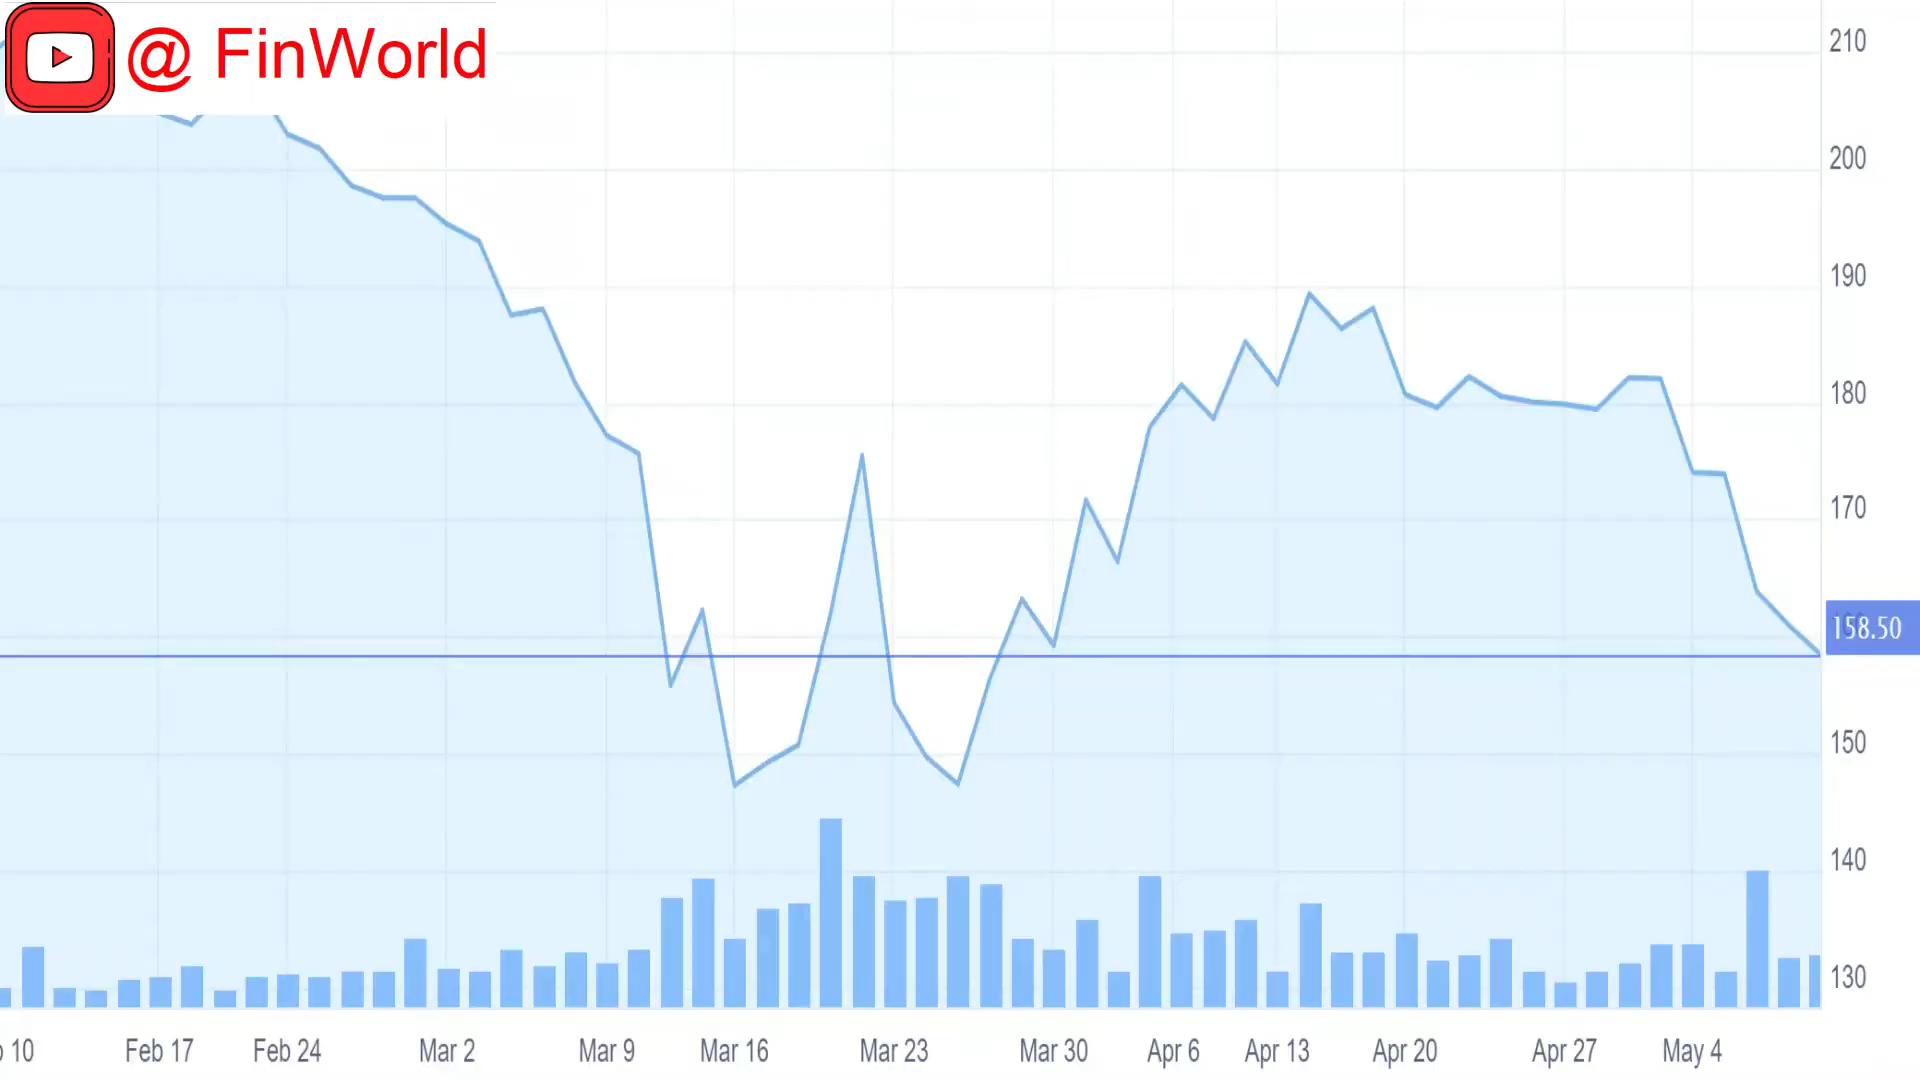 @ FinWorld
210
200
190
180
170
158.50
150
140
130
10
Feb 17
Feb 24
Mar 2
Mar 9
Mar 16
Mar 23
Mar 30
Apr 6
Apr 13
Apr 20
Apr 27
May 4